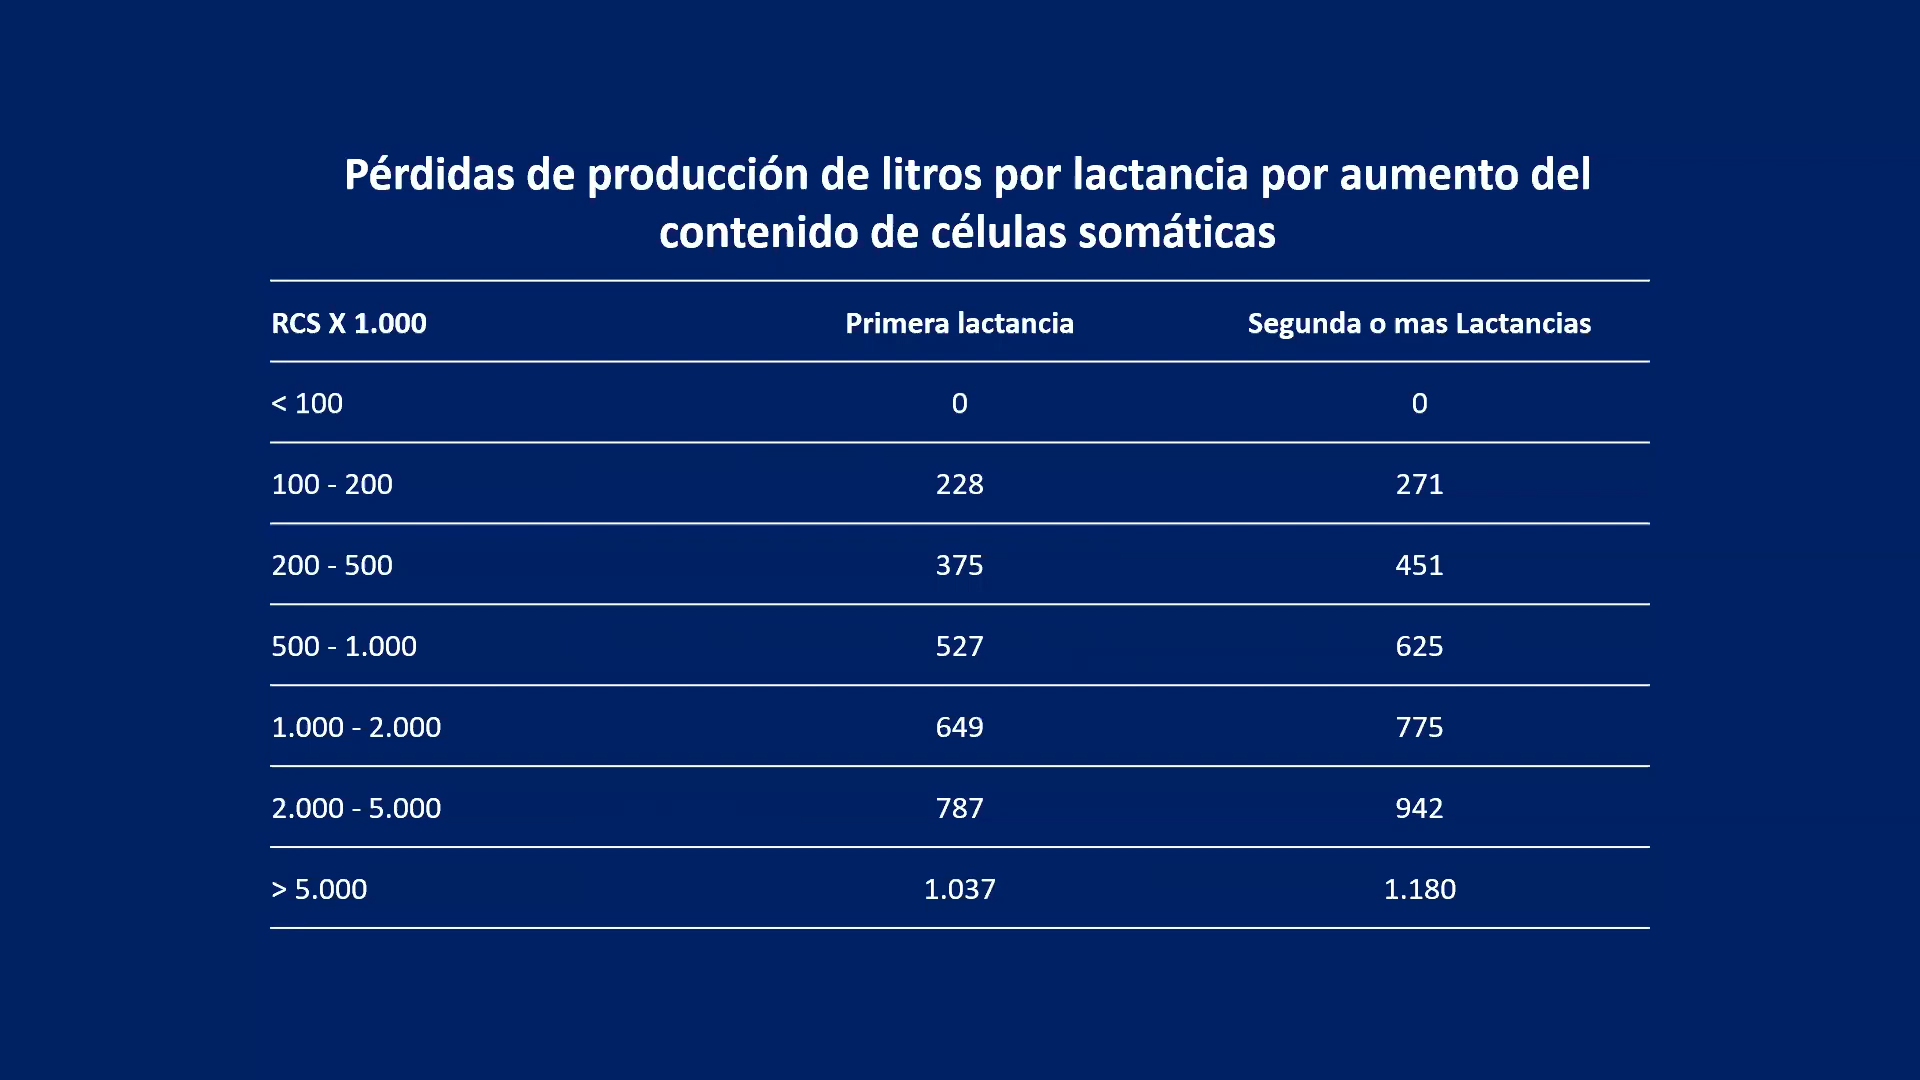 Pérdidas de producción de litros por lactancia por aumento del
contenido de células somáticas
RCS X 1.000 Primera lactancia Segunda o mas Lactancias
< 100 0 0
100 - 200 228 271
200 - 500 375 451
500 - 1.000 527 625
1.000 - 2.000 649 775
2.000 - 5.000 787 942
> 5.000 1.037 1.180